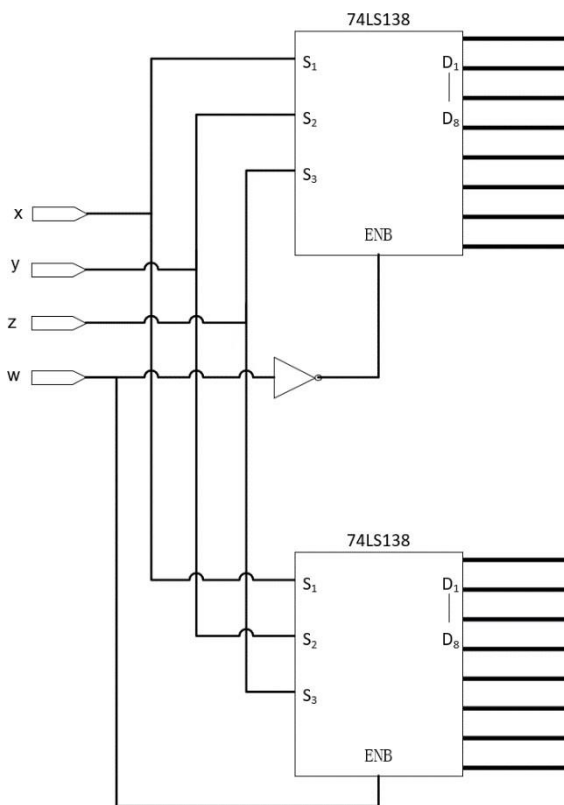 74LS138
S₁ D₁
S₂ D₈
S₃
x
ENB
y
z
w
74LS138
S₁ D₁
S₂ D₈
S₃
ENB